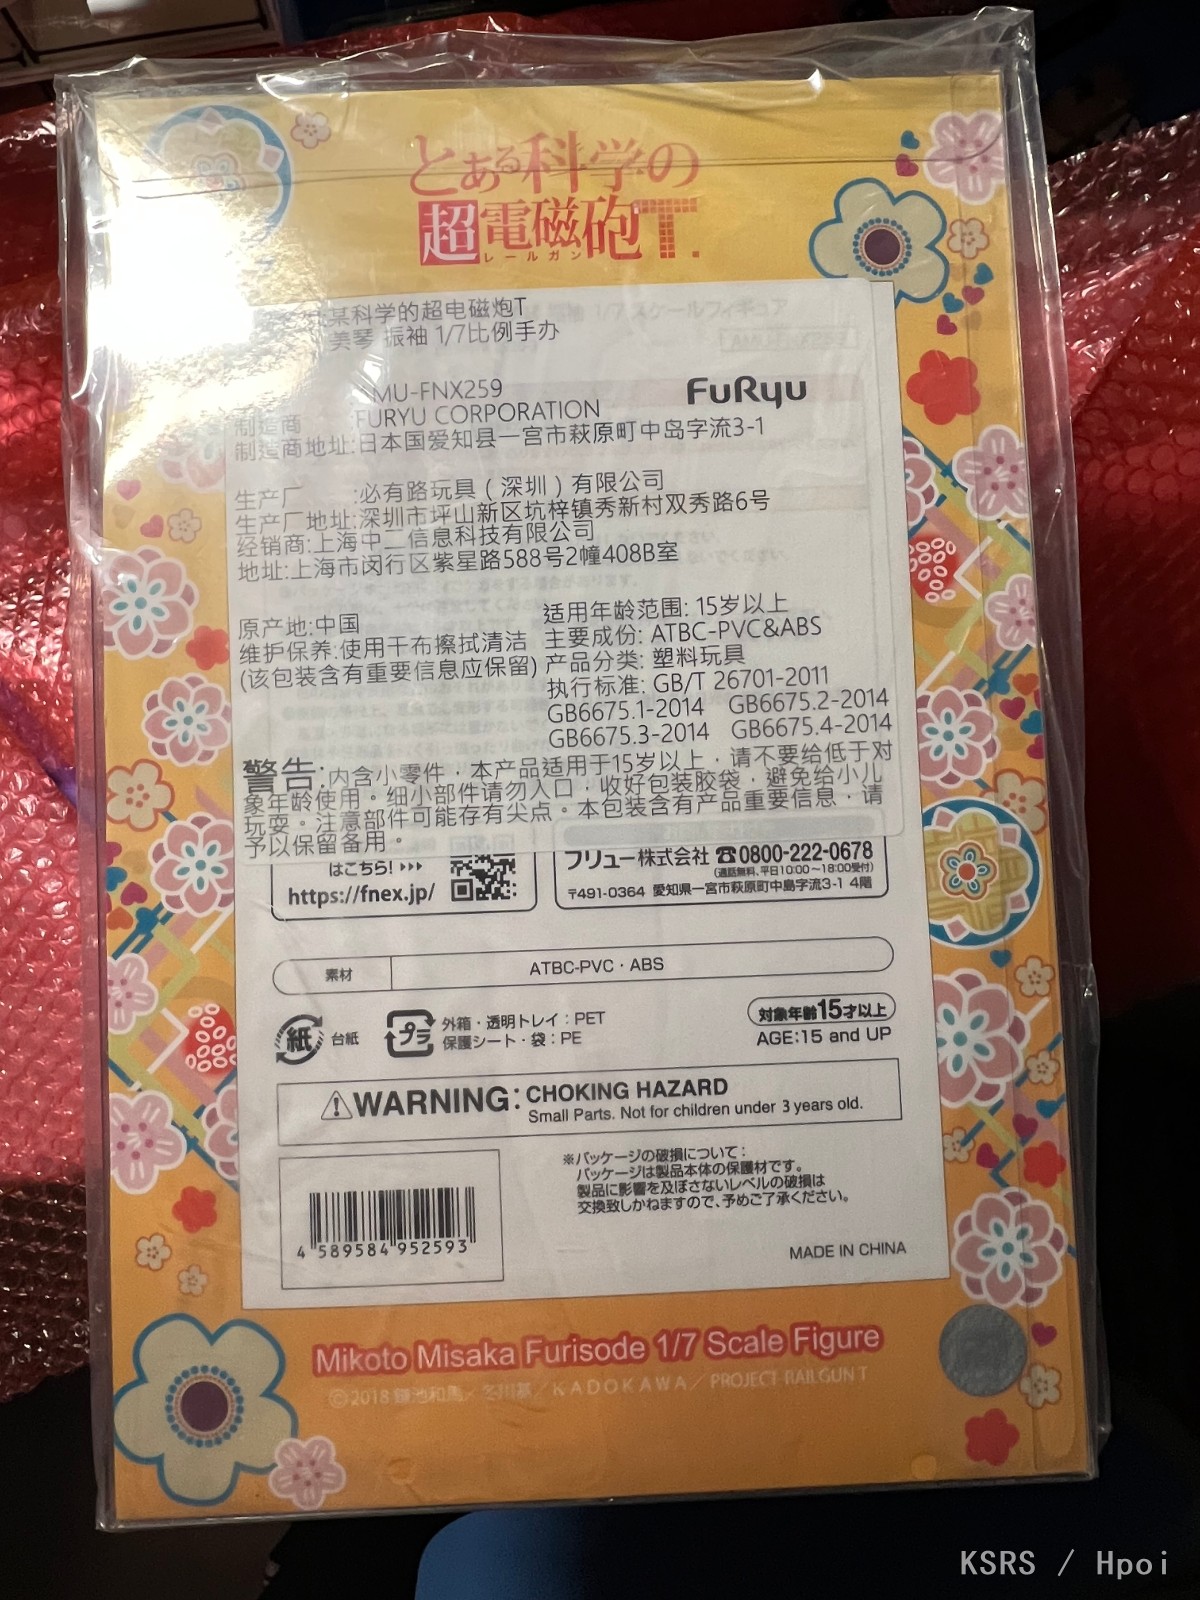 とある科学の
超電磁砲T.
レールガン
某科学的超电磁炮T
美琴 振袖 1/7比例手办
MU-FNX259
FuRyu
制造商 :FURYU CORPORATION
制造商地址:日本国爱知县一宫市萩原町中岛字流3-1
生产厂 :必有路玩具（深圳）有限公司
生产厂地址:深圳市坪山新区坑梓镇秀新村双秀路6号
经销商:上海中二信息科技有限公司
地址:上海市闵行区紫星路588号2幢408B室
原产地:中国
维护保养:使用干布擦拭清洁
(该包装含有重要信息应保留)
适用年龄范围: 15岁以上
主要成份: ATBC-PVC&ABS
产品分类: 塑料玩具
执行标准: GB/T 26701-2011
GB6675.1-2014 GB6675.2-2014
GB6675.3-2014 GB6675.4-2014
警告:内含小零件．本产品适用于15岁以上．请不要给低于对
象年龄使用。细小部件请勿入口．收好包装胶袋．避免给小儿
玩耍。注意部件可能存有尖点。本包装含有产品重要信息．请
予以保留备用。
はこちら!
https://fnex.jp/
フリュー株式会社 ☎0800-222-0678
(通話無料、平日10:00～18:00受付)
〒491-0364 愛知県一宮市萩原町中島字流3-1 4階
素材 ATBC-PVC・ABS
紙 台紙
プラ 外箱・透明トレイ：PET
保護シート・袋：PE
対象年齢15才以上
AGE:15 and UP
⚠WARNING: CHOKING HAZARD
Small Parts. Not for children under 3 years old.
4 589584 952593
※パッケージの破損について：
パッケージは製品本体の保護材です。
製品に影響を及ぼさないレベルの破損は
交換致しかねますので、予めご了承ください。
MADE IN CHINA
Mikoto Misaka Furisode 1/7 Scale Figure
©2018 鎌池和馬／冬川基／KADOKAWA／PROJECT RAILGUN T
KSRS / Hpoi